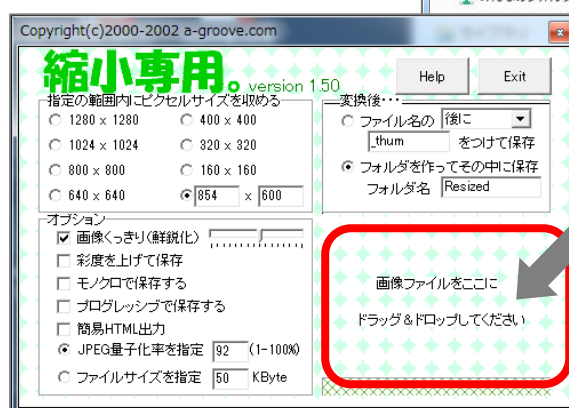 Copyright(c)2000-2002 a-groove.com
縮小専用。version 1.50
Help
Exit
指定の範囲内にピクセルサイズを収める
1280 x 1280
400 x 400
1024 x 1024
320 x 320
800 x 800
160 x 160
640 x 640
854 x 600
変換後・・・
ファイル名の 後に
_thum をつけて保存
フォルダを作ってその中に保存
フォルダ名 Resized
オプション
画像くっきり(鮮鋭化)
彩度を上げて保存
モノクロで保存する
プログレッシブで保存する
簡易HTML出力
JPEG量子化率を指定 92 (1-100%)
ファイルサイズを指定 50 KByte
画像ファイルをここに
ドラッグ&ドロップしてください